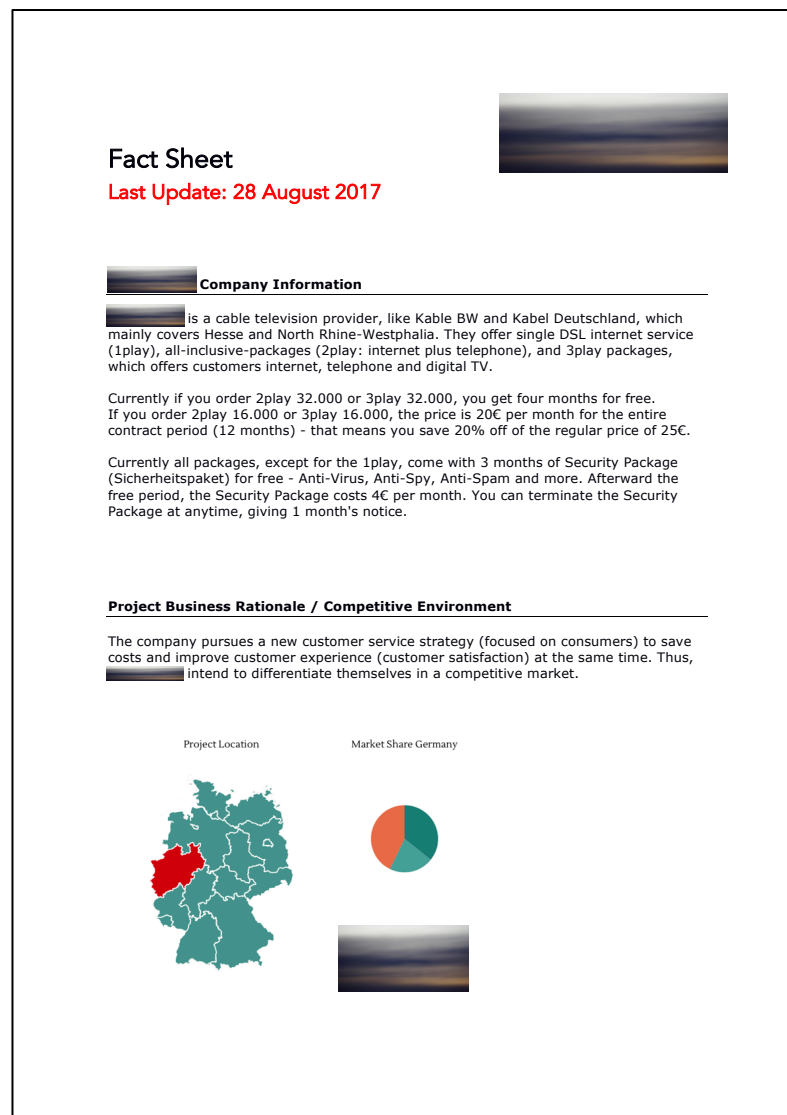 Fact Sheet
Last Update: 28 August 2017
Company Information
is a cable television provider, like Kable BW and Kabel Deutschland, which
mainly covers Hesse and North Rhine-Westphalia. They offer single DSL internet service
(1play), all-inclusive-packages (2play: internet plus telephone), and 3play packages,
which offers customers internet, telephone and digital TV.
Currently if you order 2play 32.000 or 3play 32.000, you get four months for free.
If you order 2play 16.000 or 3play 16.000, the price is 20€ per month for the entire
contract period (12 months) - that means you save 20% off of the regular price of 25€.
Currently all packages, except for the 1play, come with 3 months of Security Package
(Sicherheitspaket) for free - Anti-Virus, Anti-Spy, Anti-Spam and more. Afterward the
free period, the Security Package costs 4€ per month. You can terminate the Security
Package at anytime, giving 1 month's notice.
Project Business Rationale / Competitive Environment
The company pursues a new customer service strategy (focused on consumers) to save
costs and improve customer experience (customer satisfaction) at the same time. Thus,
intend to differentiate themselves in a competitive market.
Project Location
Market Share Germany